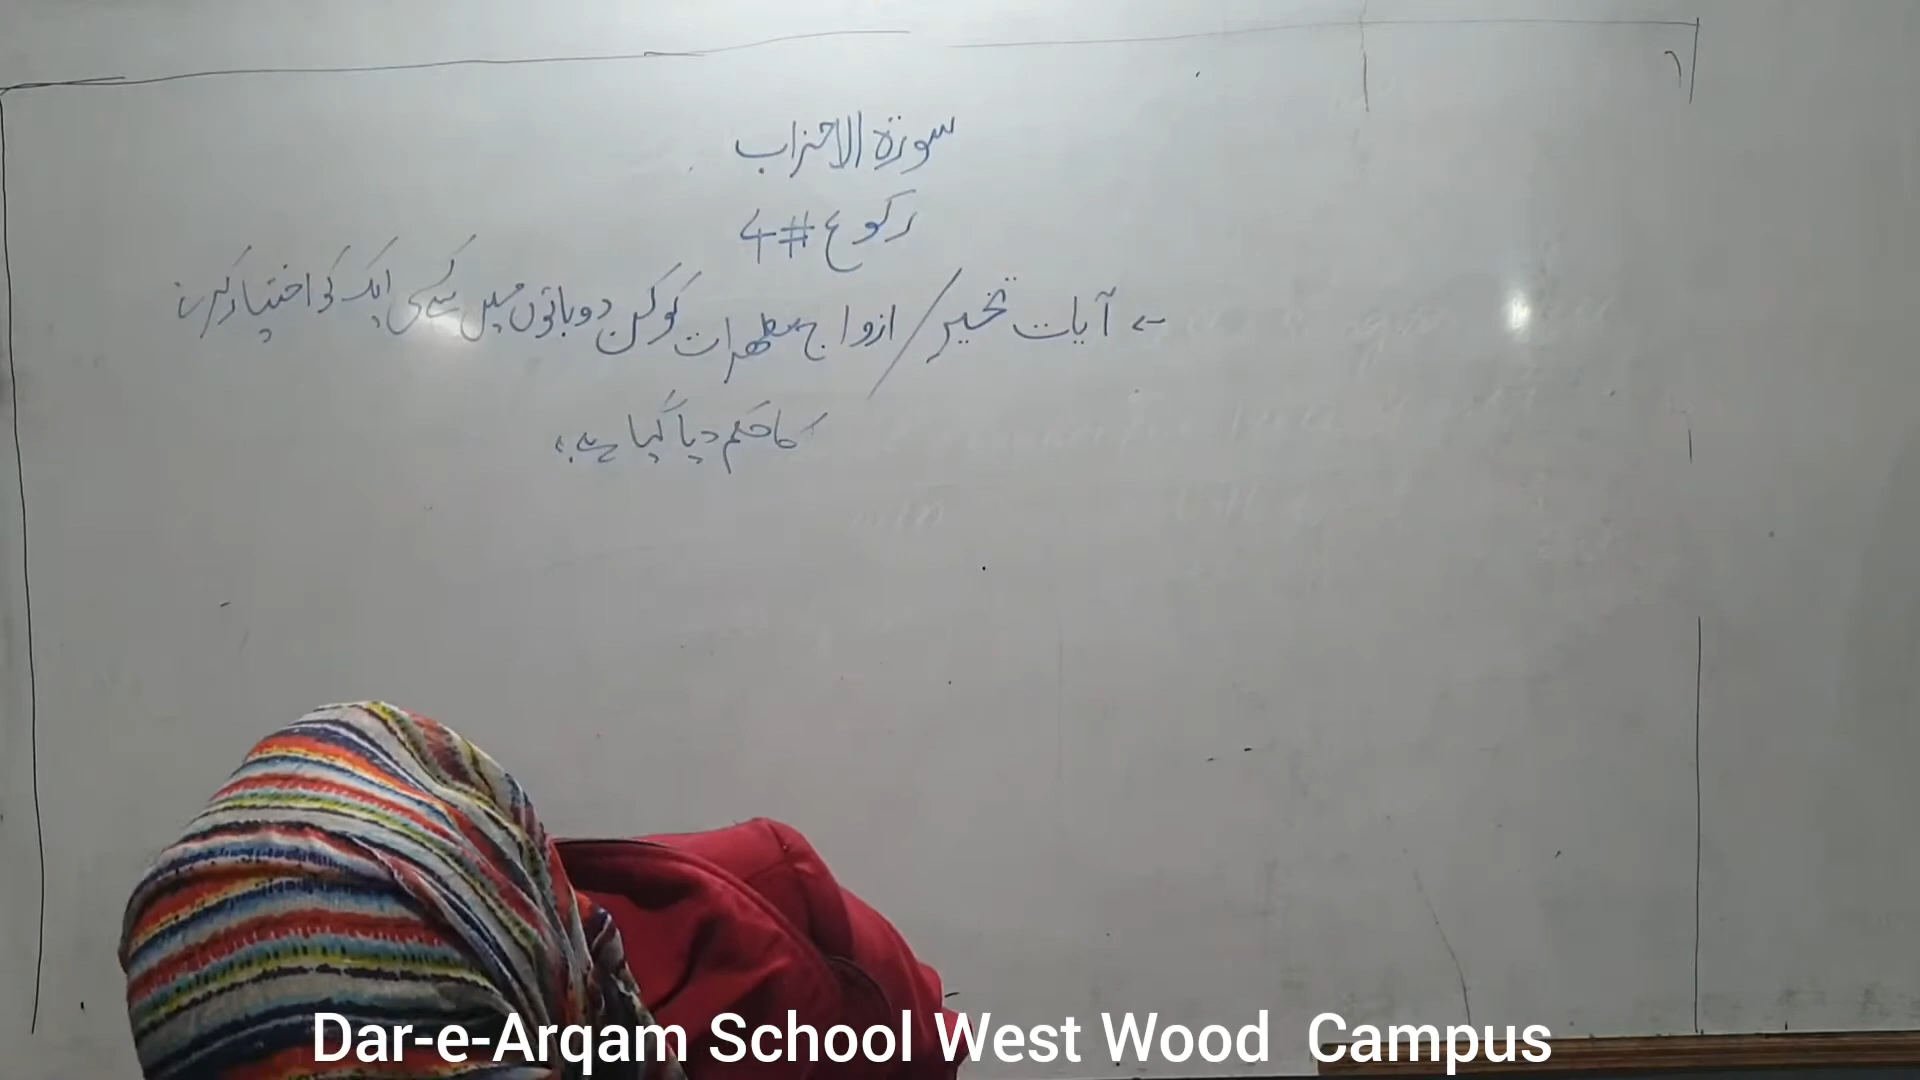 سورۃ الاحزاب
رکوع #4
← آیات تخیر / ازواج مطہرات کو کن دو باتوں میں سے کسی ایک کو اختیار کرنے
کا حکم دیا گیا ہے؟
Dar-e-Arqam School West Wood Campus